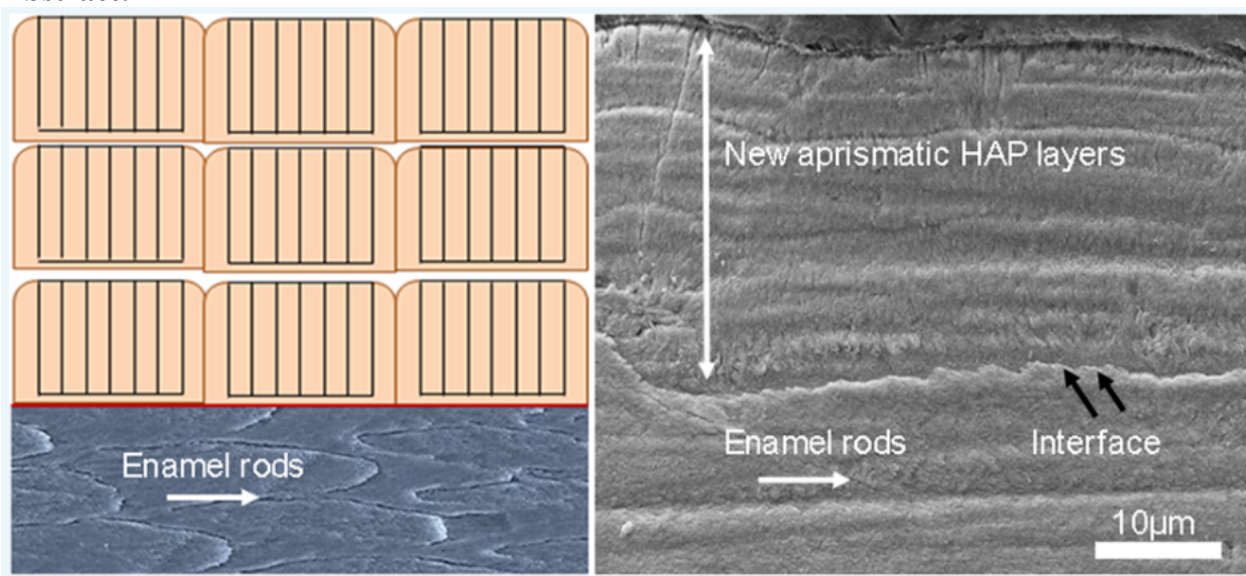 New aprismatic HAP layers
Enamel rods
Enamel rods
Interface
10µm